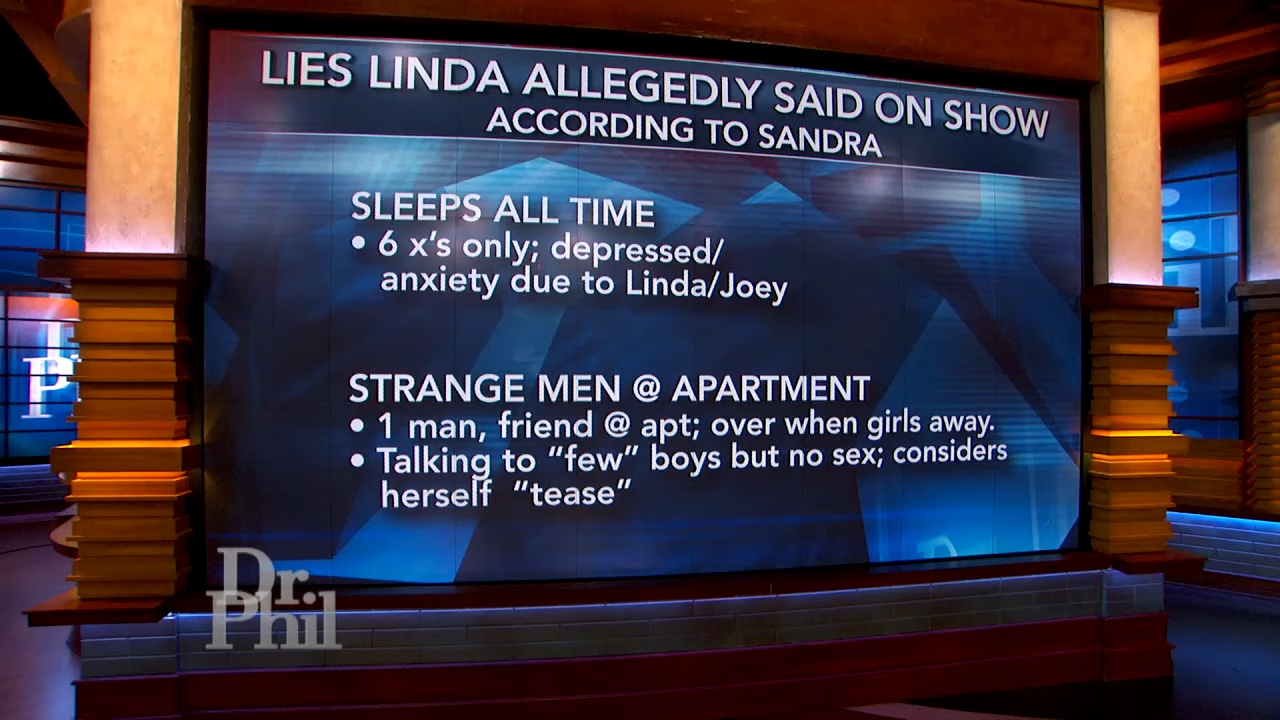 LIES LINDA ALLEGEDLY SAID ON SHOW
ACCORDING TO SANDRA
SLEEPS ALL TIME
• 6 x's only; depressed/
anxiety due to Linda/Joey
STRANGE MEN @ APARTMENT
• 1 man, friend @ apt; over when girls away.
• Talking to "few" boys but no sex; considers
herself "tease"
Dr.
Phil